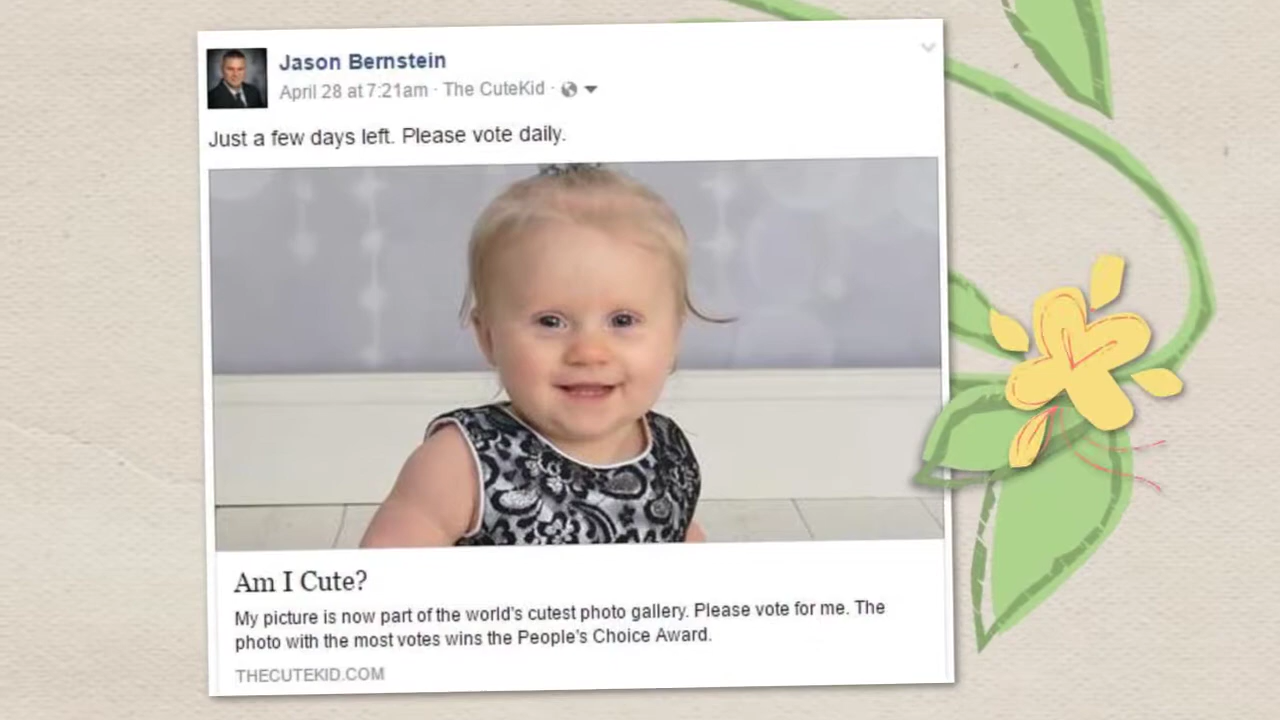 Jason Bernstein
April 28 at 7:21am · The CuteKid ·
Just a few days left. Please vote daily.
Am I Cute?
My picture is now part of the world's cutest photo gallery. Please vote for me. The
photo with the most votes wins the People's Choice Award.
THECUTEKID.COM